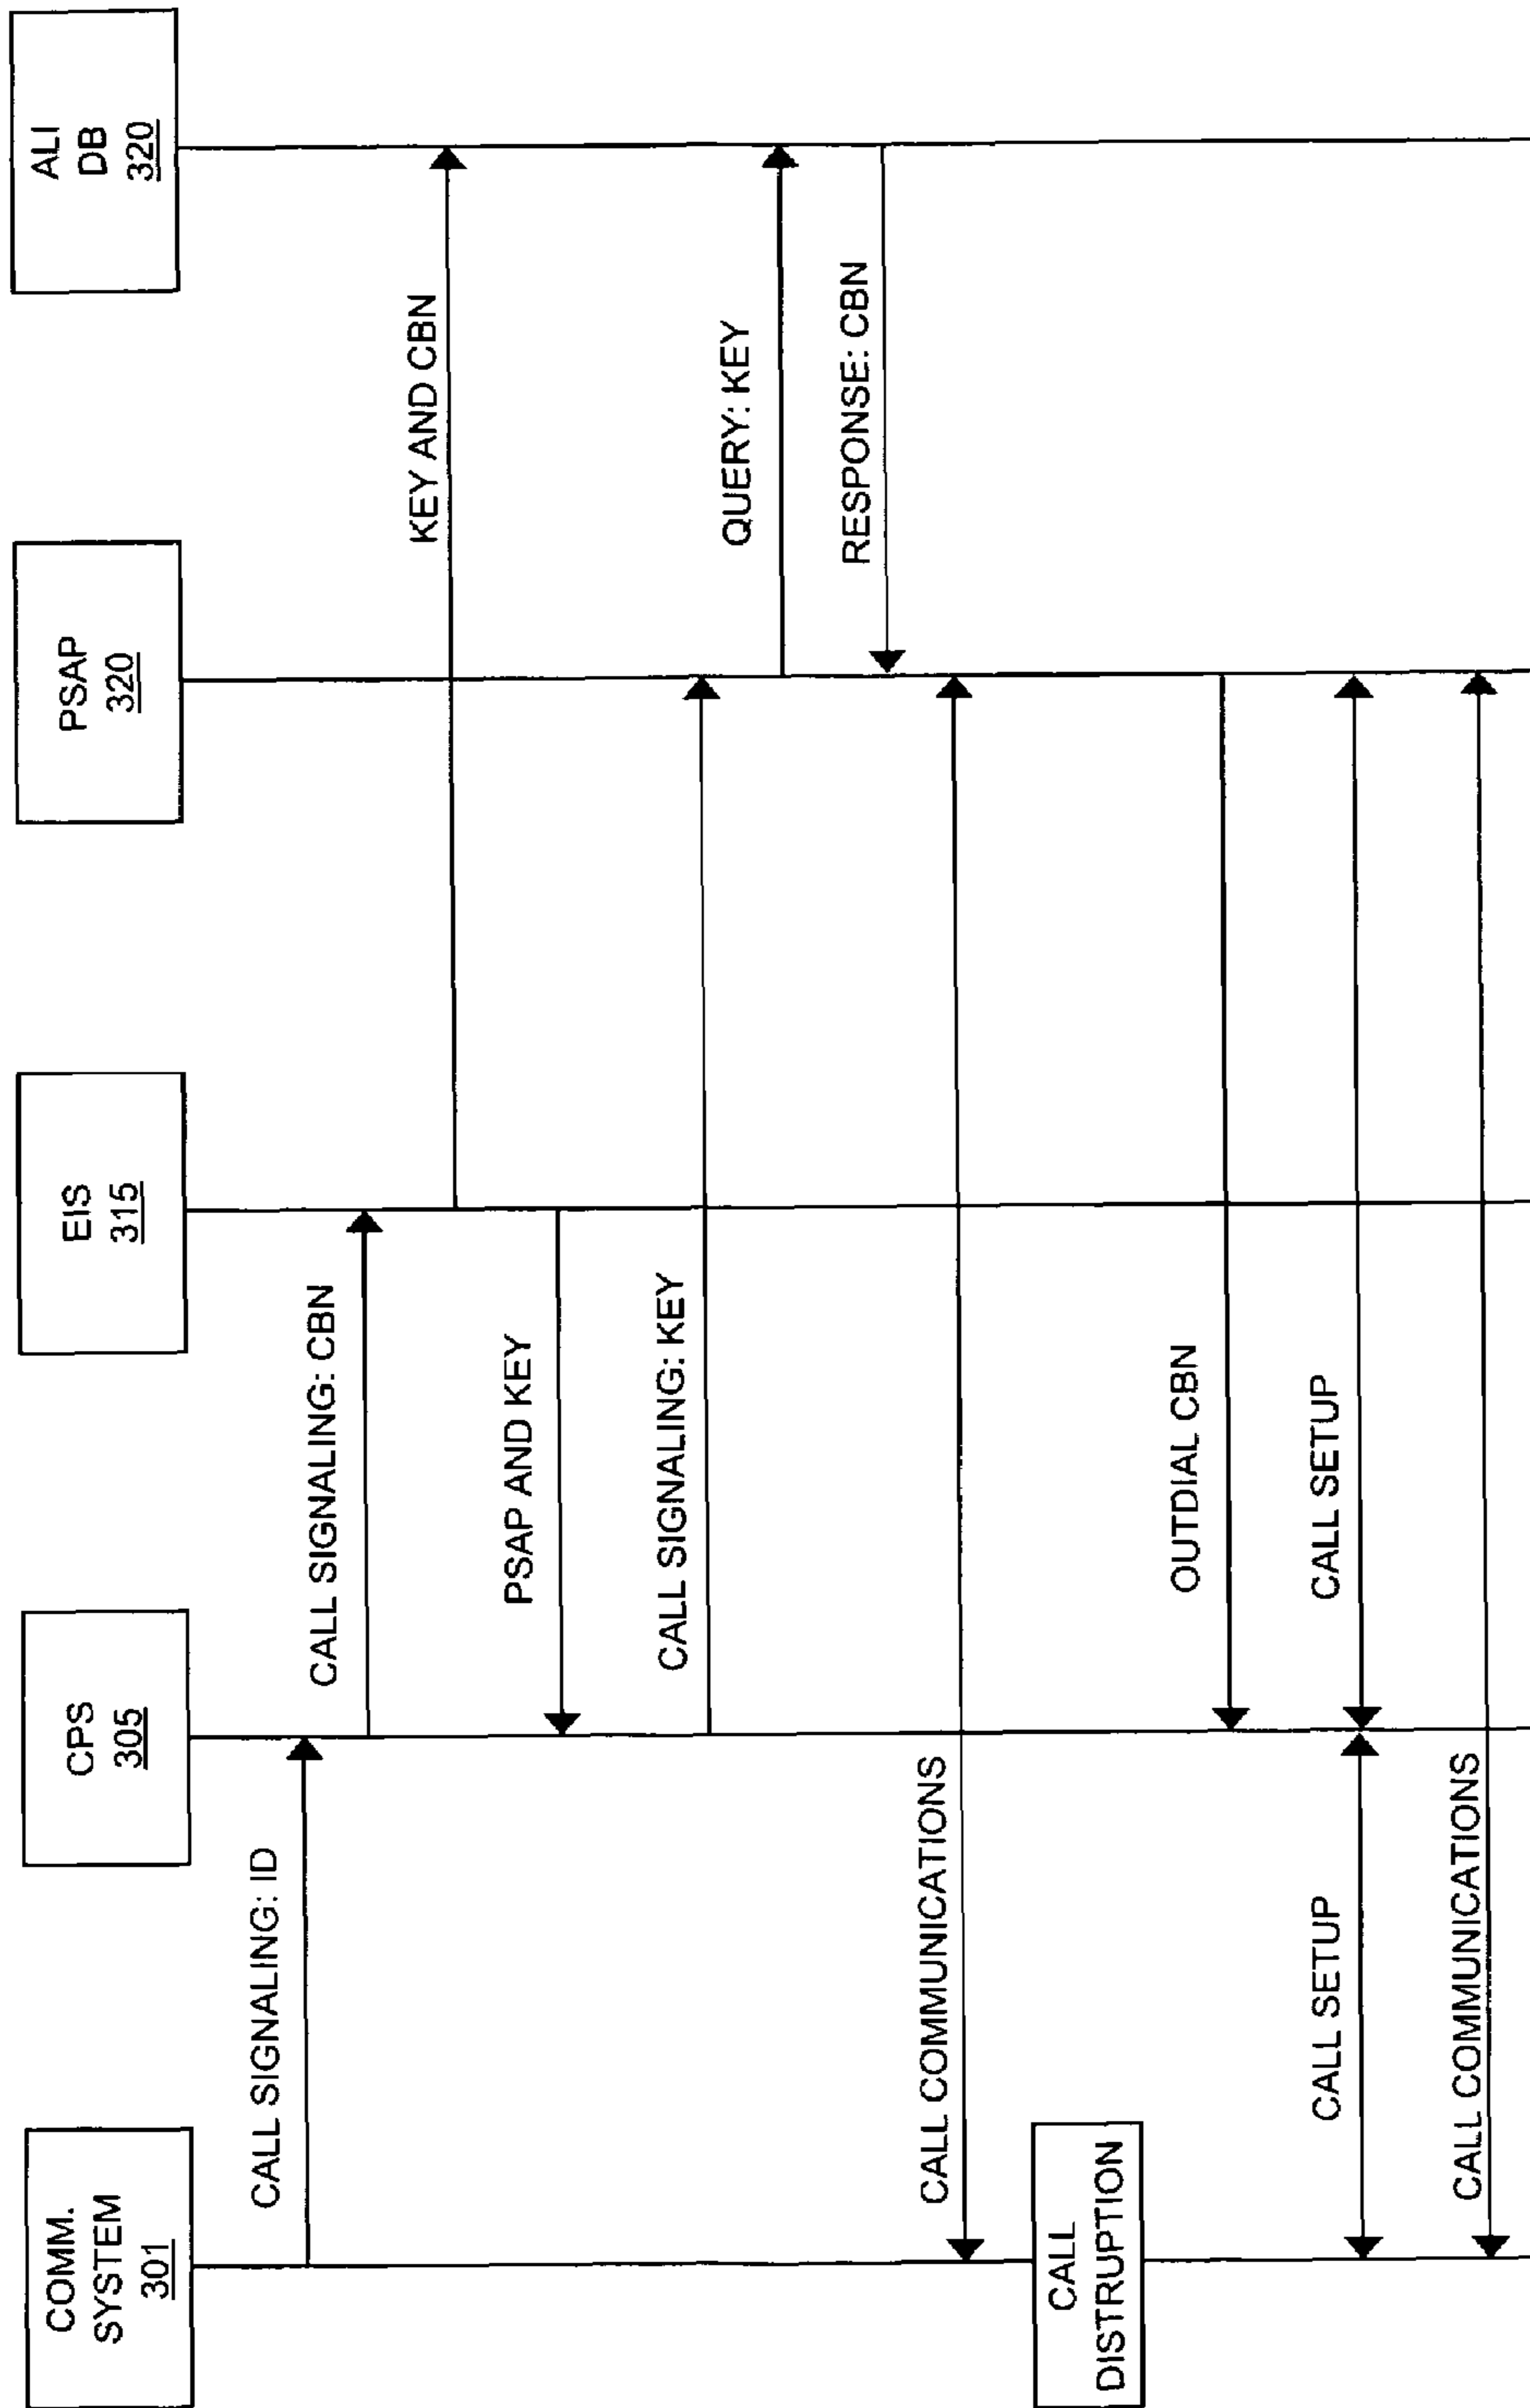 COMM.
SYSTEM
301
CPS
305
EIS
315
PSAP
320
ALI
DB
320
CALL SIGNALING: ID
CALL SIGNALING: CBN
KEY AND CBN
PSAP AND KEY
CALL SIGNALING: KEY
QUERY: KEY
RESPONSE: CBN
CALL COMMUNICATIONS
CALL
DISTRUPTION
OUTDIAL CBN
CALL SETUP
CALL SETUP
CALL COMMUNICATIONS